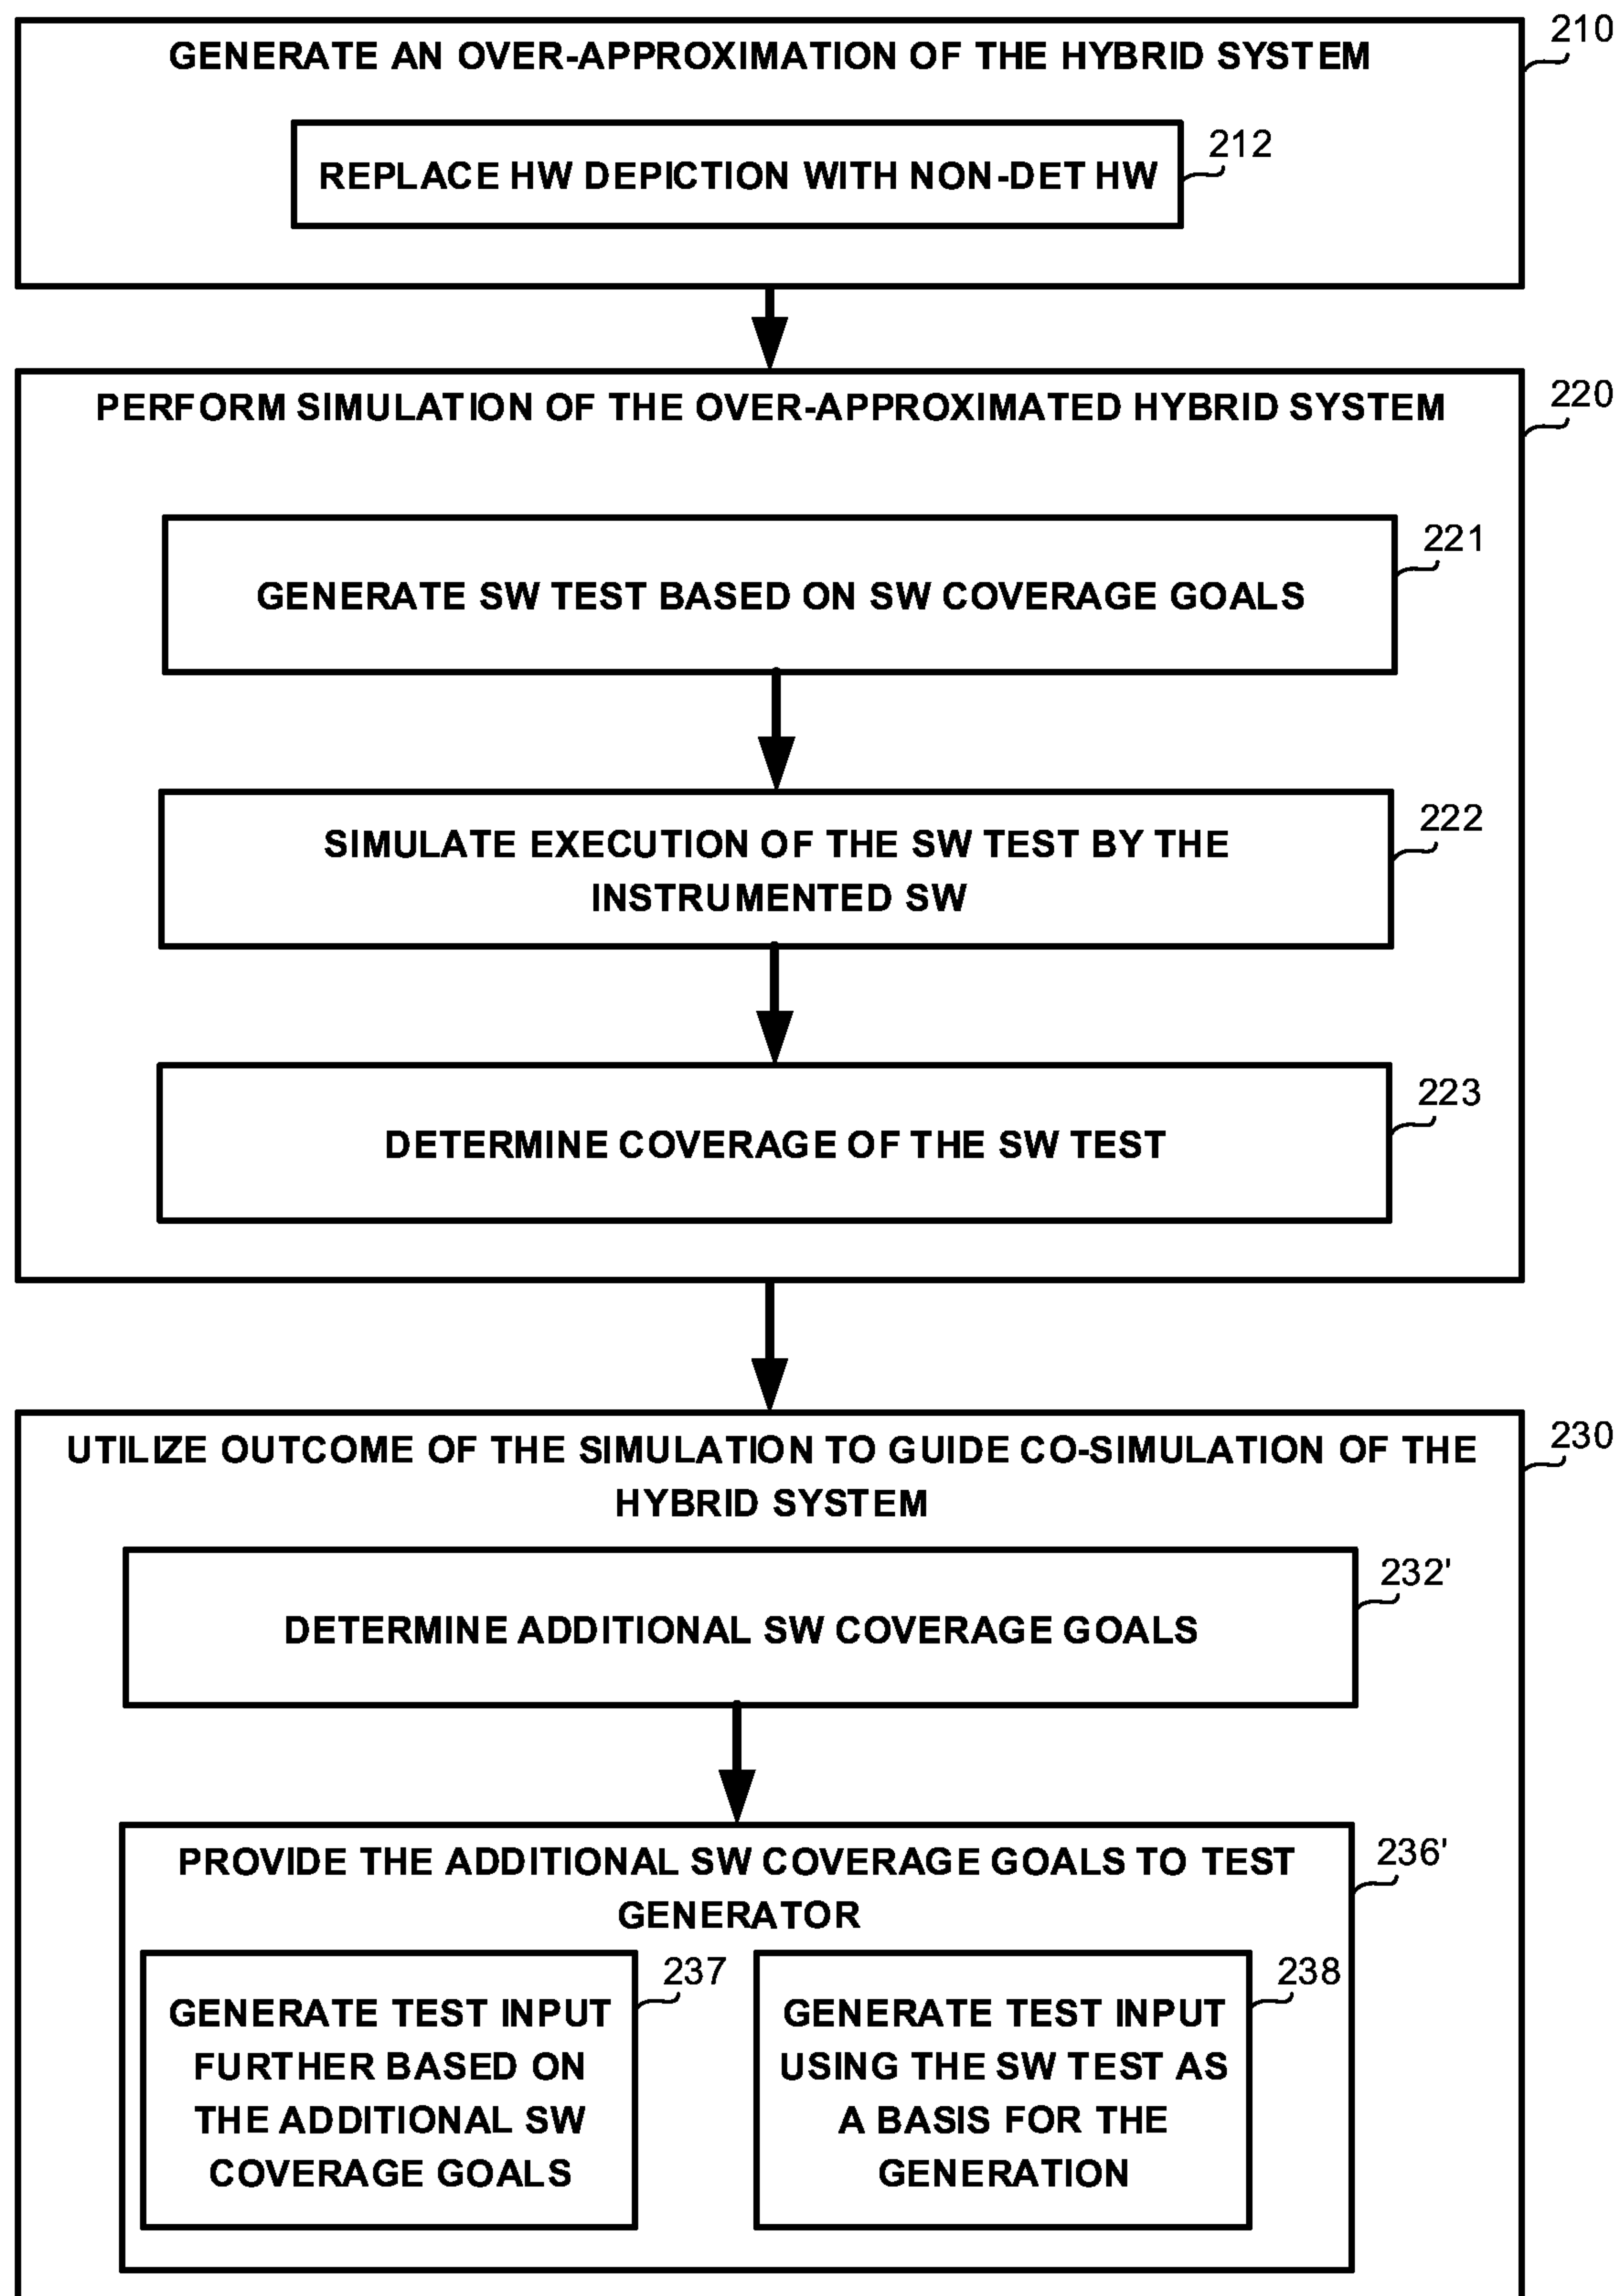 210
GENERATE AN OVER-APPROXIMATION OF THE HYBRID SYSTEM
212
REPLACE HW DEPICTION WITH NON-DET HW
220
PERFORM SIMULATION OF THE OVER-APPROXIMATED HYBRID SYSTEM
221
GENERATE SW TEST BASED ON SW COVERAGE GOALS
222
SIMULATE EXECUTION OF THE SW TEST BY THE
INSTRUMENTED SW
223
DETERMINE COVERAGE OF THE SW TEST
230
UTILIZE OUTCOME OF THE SIMULATION TO GUIDE CO-SIMULATION OF THE
HYBRID SYSTEM
232'
DETERMINE ADDITIONAL SW COVERAGE GOALS
236'
PROVIDE THE ADDITIONAL SW COVERAGE GOALS TO TEST
GENERATOR
237
GENERATE TEST INPUT
FURTHER BASED ON
THE ADDITIONAL SW
COVERAGE GOALS
238
GENERATE TEST INPUT
USING THE SW TEST AS
A BASIS FOR THE
GENERATION